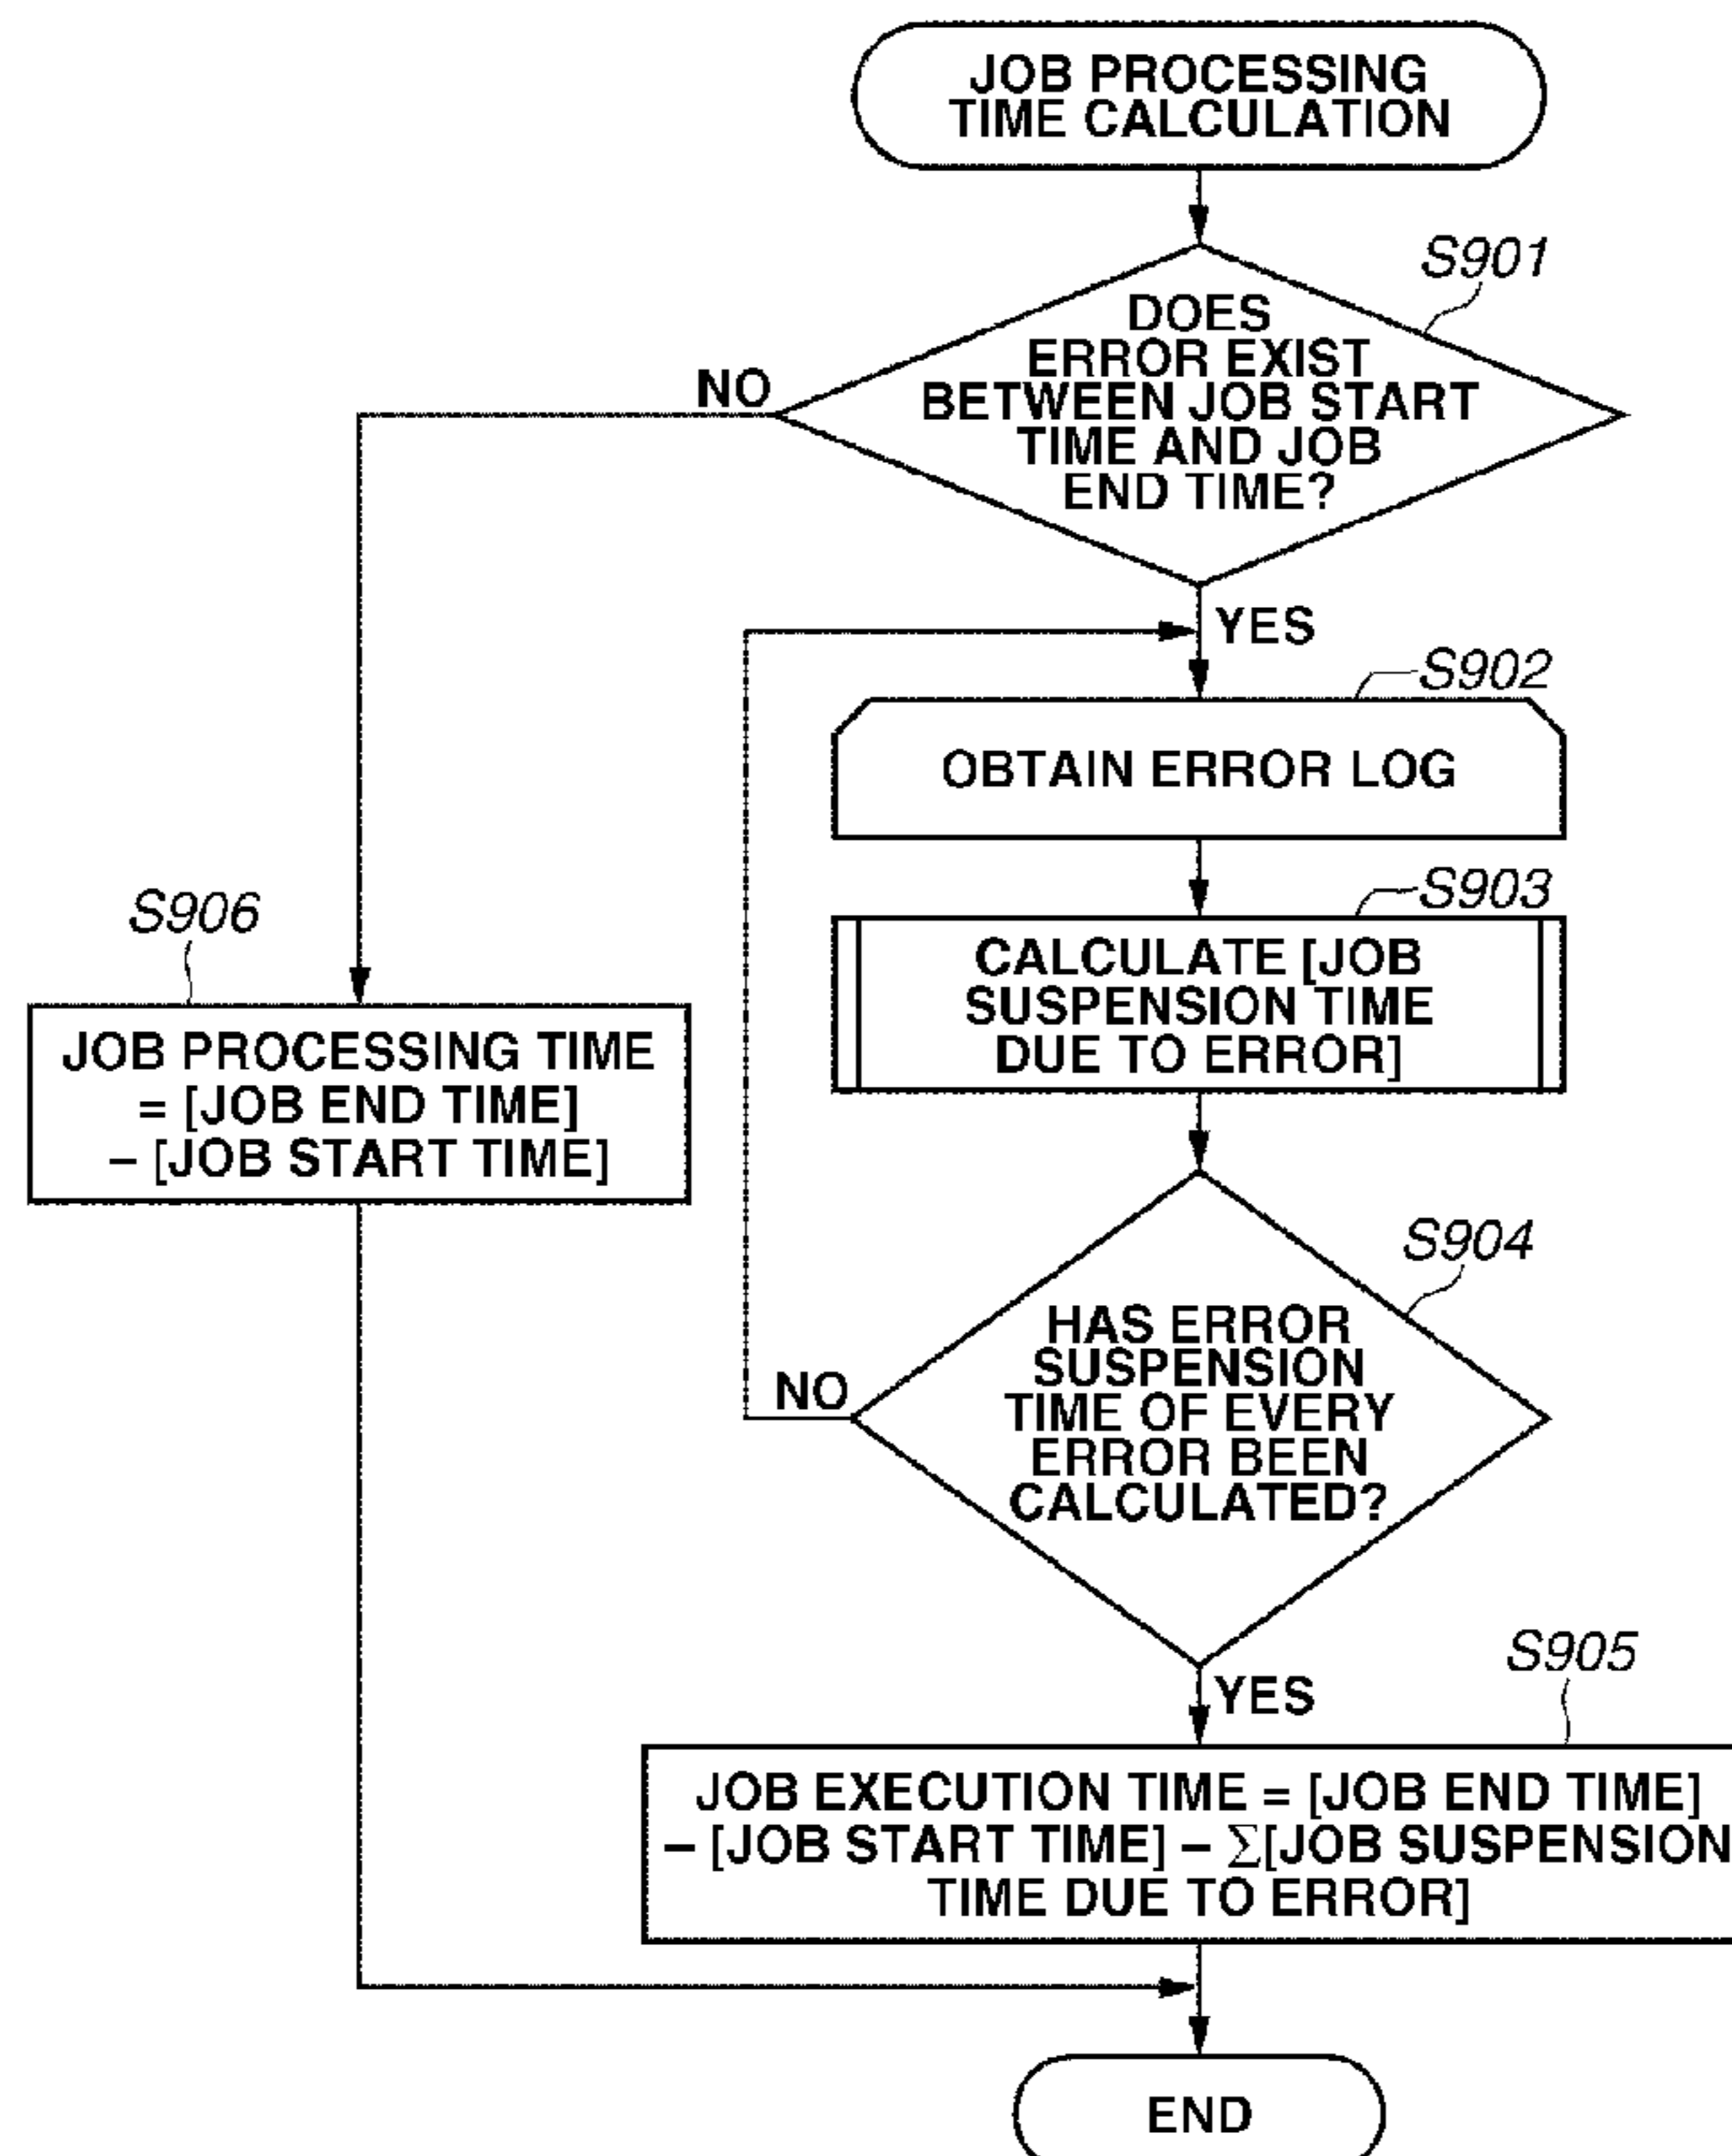 JOB PROCESSING
TIME CALCULATION
S901
DOES
ERROR EXIST
BETWEEN JOB START
TIME AND JOB
END TIME?
NO
YES
S902
OBTAIN ERROR LOG
S903
CALCULATE [JOB
SUSPENSION TIME
DUE TO ERROR]
S906
JOB PROCESSING TIME
= [JOB END TIME]
– [JOB START TIME]
S904
HAS ERROR
SUSPENSION
TIME OF EVERY
ERROR BEEN
CALCULATED?
NO
YES
S905
JOB EXECUTION TIME = [JOB END TIME]
– [JOB START TIME] – Σ[JOB SUSPENSION
TIME DUE TO ERROR]
END